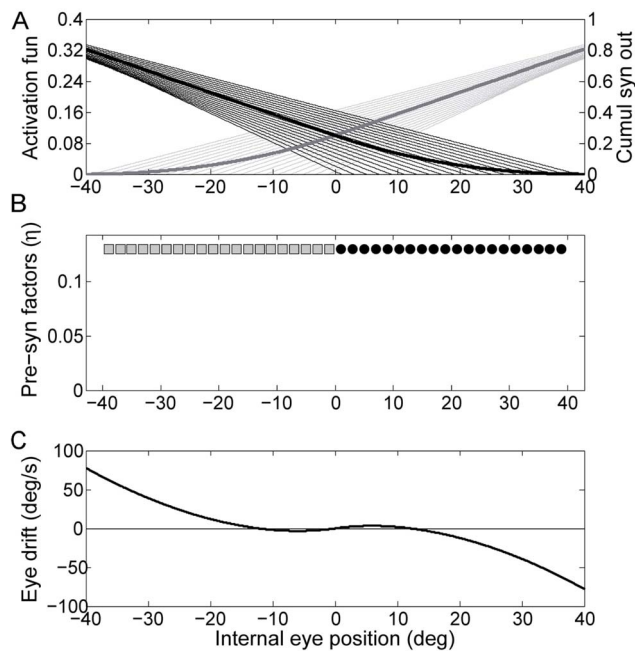 A
Activation fun
0.4
0.32
0.24
0.16
0.08
0
1
0.8
0.6
0.4
0.2
0
Cumul syn out
−40 −30 −20 −10 0 10 20 30 40
B
Pre−syn factors (η)
0.1
0.05
0
−40 −30 −20 −10 0 10 20 30 40
C
Eye drift (deg/s)
100
50
0
−50
−100
−40 −30 −20 −10 0 10 20 30 40
Internal eye position (deg)